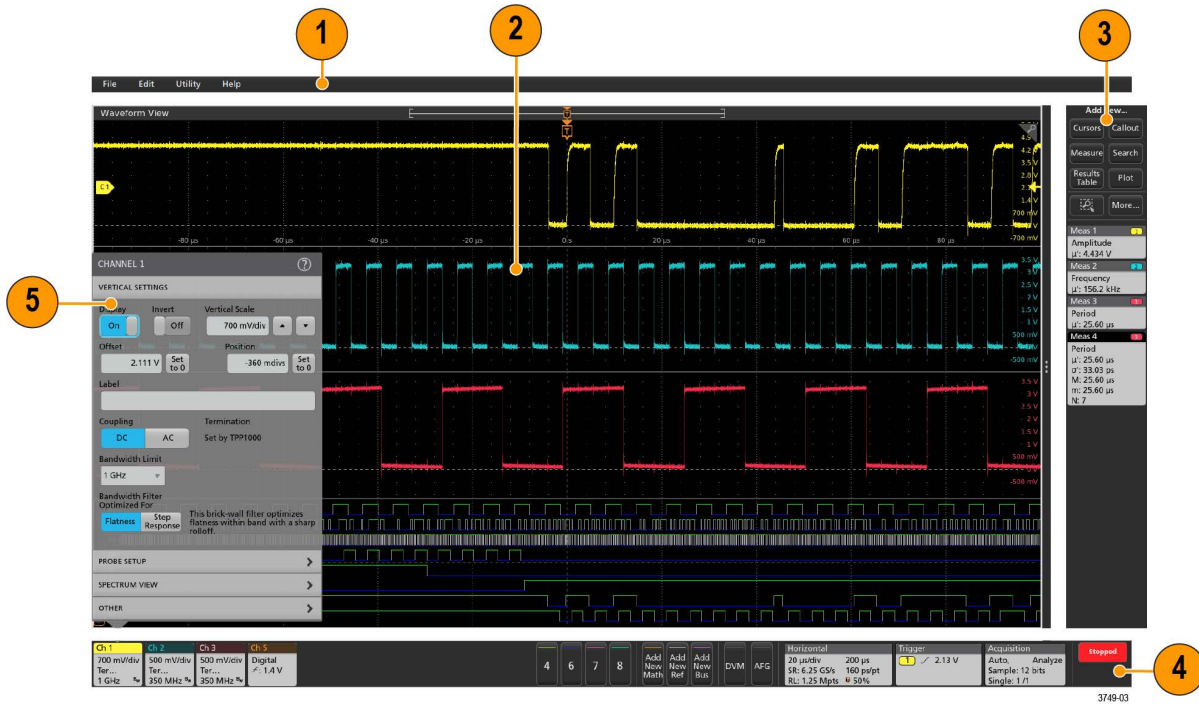 1
2
3
File Edit Utility Help
Waveform View
Add New...
Cursors Callout
Measure Search
Results Table Plot
More...
C1
T
4.2 V
3.5 V
2.8 V
1.4 V
700 mV
-700 mV
-80 µs -60 µs -40 µs -20 µs 0 s 20 µs 40 µs 60 µs 80 µs
Meas 1 1
Amplitude
µ': 4.434 V
Meas 2 2
Frequency
µ': 156.2 kHz
Meas 3 3
Period
µ': 25.60 µs
Meas 4 3
Period
µ': 25.60 µs
σ': 33.03 ps
M: 25.60 µs
m: 25.60 µs
N: 7
3.5 V
2.5 V
2 V
1.5 V
1 V
500 mV
-500 mV
3.5 V
3 V
2.5 V
2 V
1.5 V
1 V
500 mV
-500 mV
5
CHANNEL 1 ?
VERTICAL SETTINGS
Display Invert Vertical Scale
On Off 700 mV/div
Offset Position
2.111 V Set to 0 -360 mdivs Set to 0
Label
Coupling Termination
DC AC Set by TPP1000
Bandwidth Limit
1 GHz
Bandwidth Filter
Optimized For
Flatness Step Response This brick-wall filter optimizes flatness within band with a sharp rolloff.
PROBE SETUP
SPECTRUM VIEW
OTHER
Ch 1
700 mV/div
Ter...
1 GHz
Ch 2
500 mV/div
Ter...
350 MHz
Ch 3
500 mV/div
Ter...
350 MHz
Ch 5
Digital
: 1.4 V
4 6 7 8
Add New Math
Add New Ref
Add New Bus
DVM AFG
Horizontal
20 µs/div 200 µs
SR: 6.25 GS/s 160 ps/pt
RL: 1.25 Mpts 50%
Trigger
1 2.13 V
Acquisition
Auto, Analyze
Sample: 12 bits
Single: 1 /1
Stopped
4
3749-03